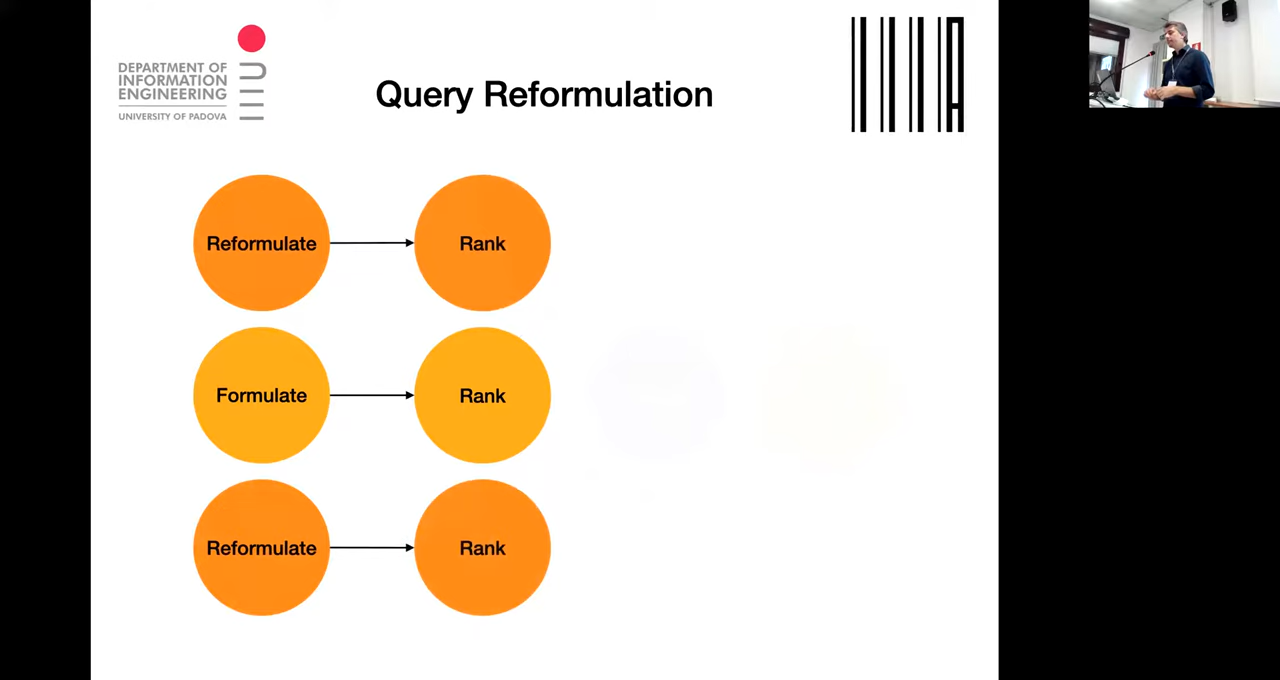 DEPARTMENT OF
INFORMATION
ENGINEERING
UNIVERSITY OF PADOVA
Query Reformulation
Reformulate
Rank
Formulate
Rank
Reformulate
Rank